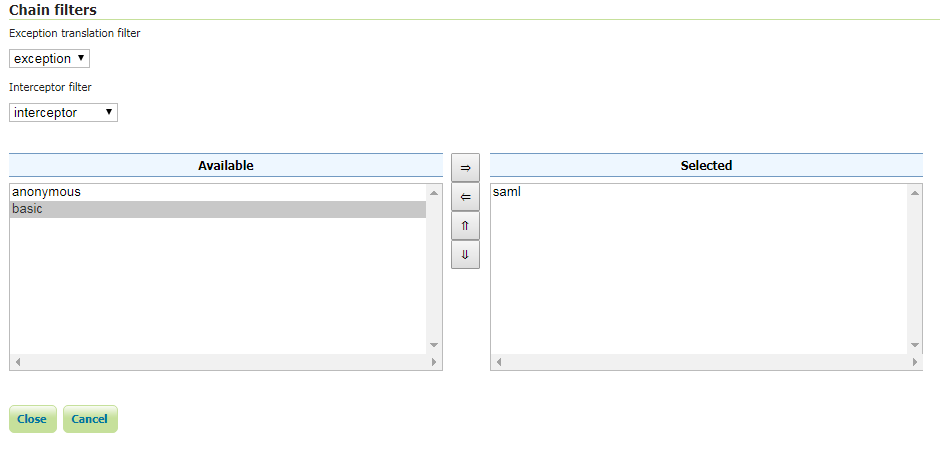 Chain filters
Exception translation filter
exception
Interceptor filter
interceptor
Available
⇒
Selected
anonymous
basic
⇐
⇑
⇓
saml
Close
Cancel